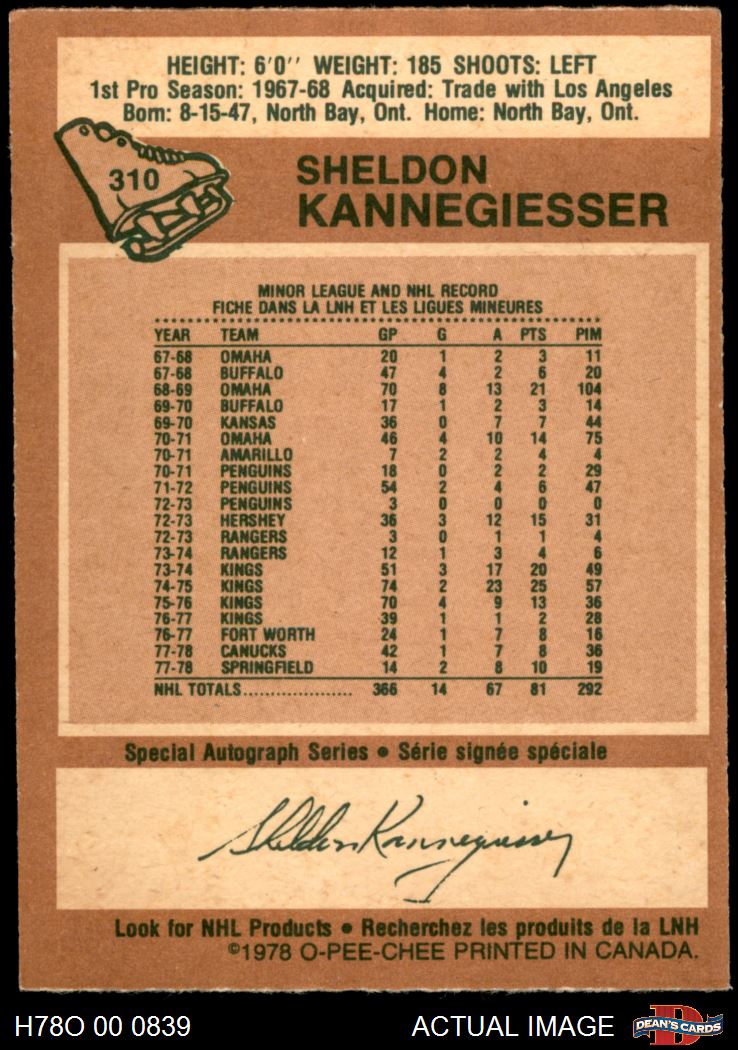 HEIGHT: 6'0'' WEIGHT: 185 SHOOTS: LEFT
1st Pro Season: 1967-68 Acquired: Trade with Los Angeles
Born: 8-15-47, North Bay, Ont. Home: North Bay, Ont.
310
SHELDON
KANNEGIESSER
MINOR LEAGUE AND NHL RECORD
FICHE DANS LA LNH ET LES LIGUES MINEURES
YEAR TEAM GP G A PTS PIM
67-68 OMAHA 20 1 2 3 11
67-68 BUFFALO 47 4 2 6 20
68-69 OMAHA 70 8 13 21 104
69-70 BUFFALO 17 1 2 3 14
69-70 KANSAS 36 0 7 7 44
70-71 OMAHA 46 4 10 14 75
70-71 AMARILLO 7 2 2 4 4
70-71 PENGUINS 18 0 2 2 29
71-72 PENGUINS 54 2 4 6 47
72-73 PENGUINS 3 0 0 0 0
72-73 HERSHEY 36 3 12 15 31
72-73 RANGERS 3 0 1 1 4
73-74 RANGERS 12 1 3 4 6
73-74 KINGS 51 3 17 20 49
74-75 KINGS 74 2 23 25 57
75-76 KINGS 70 4 9 13 36
76-77 KINGS 39 1 1 2 28
76-77 FORT WORTH 24 1 7 8 16
77-78 CANUCKS 42 1 7 8 36
77-78 SPRINGFIELD 14 2 8 10 19
NHL TOTALS.................... 366 14 67 81 292
Special Autograph Series • Série signée spéciale
Sheldon Kannegiesser
Look for NHL Products • Recherchez les produits de la LNH
©1978 O-PEE-CHEE PRINTED IN CANADA.
H78O 00 0839 ACTUAL IMAGE DEAN'S CARDS